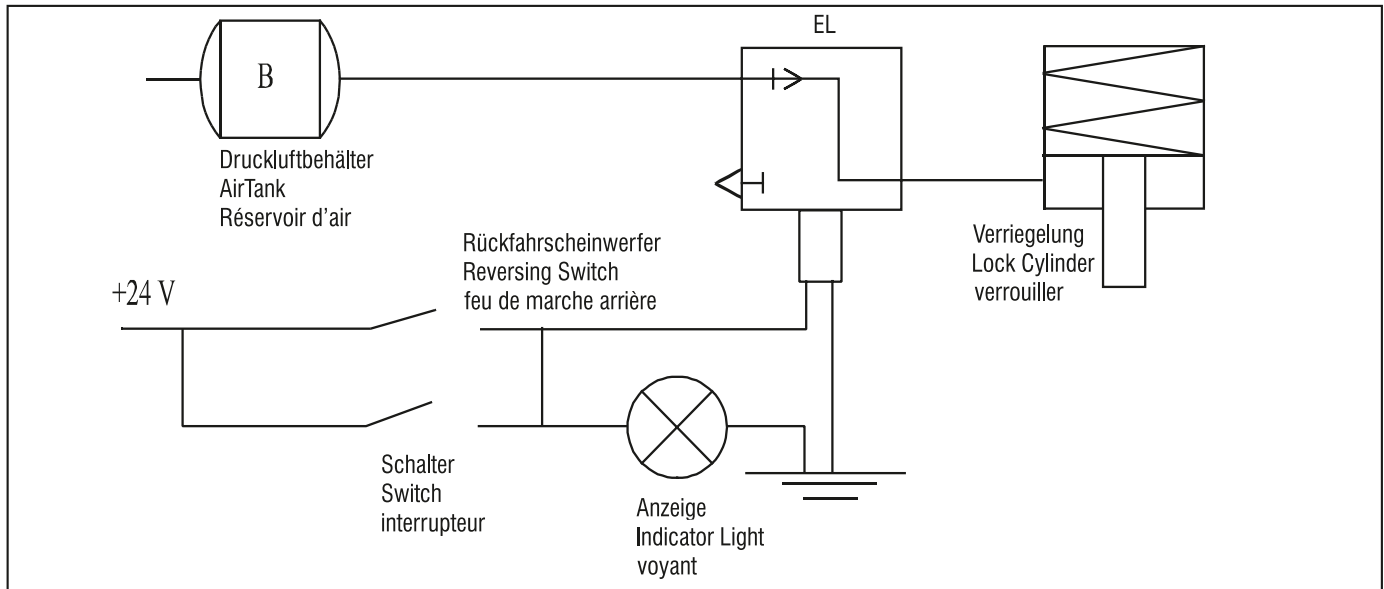 EL
B
Druckluftbehälter
AirTank
Réservoir d'air
Verriegelung
Lock Cylinder
verrouiller
Rückfahrscheinwerfer
Reversing Switch
feu de marche arrière
+24 V
Schalter
Switch
interrupteur
Anzeige
Indicator Light
voyant